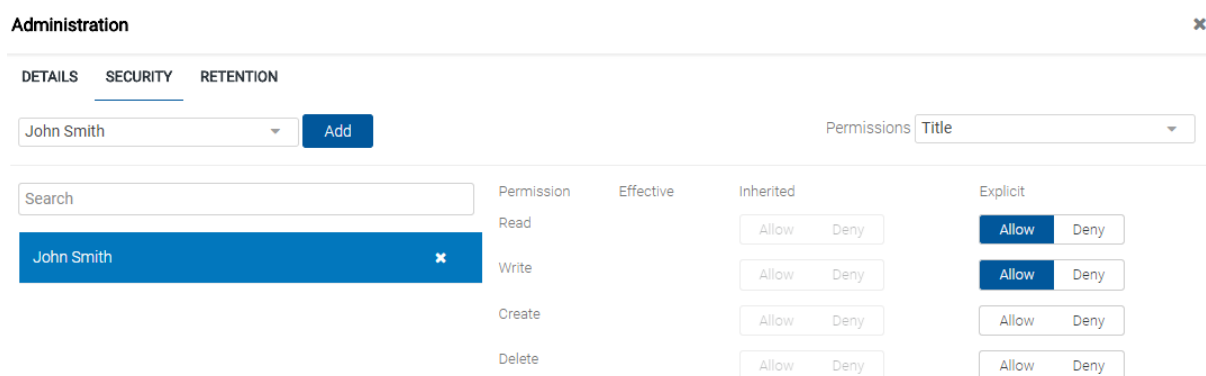 Administration
DETAILS SECURITY RETENTION
John Smith Add Permissions Title
Search Permission Effective Inherited Explicit
Read Allow Deny Allow Deny
John Smith
Write Allow Deny Allow Deny
Create Allow Deny Allow Deny
Delete Allow Deny Allow Deny